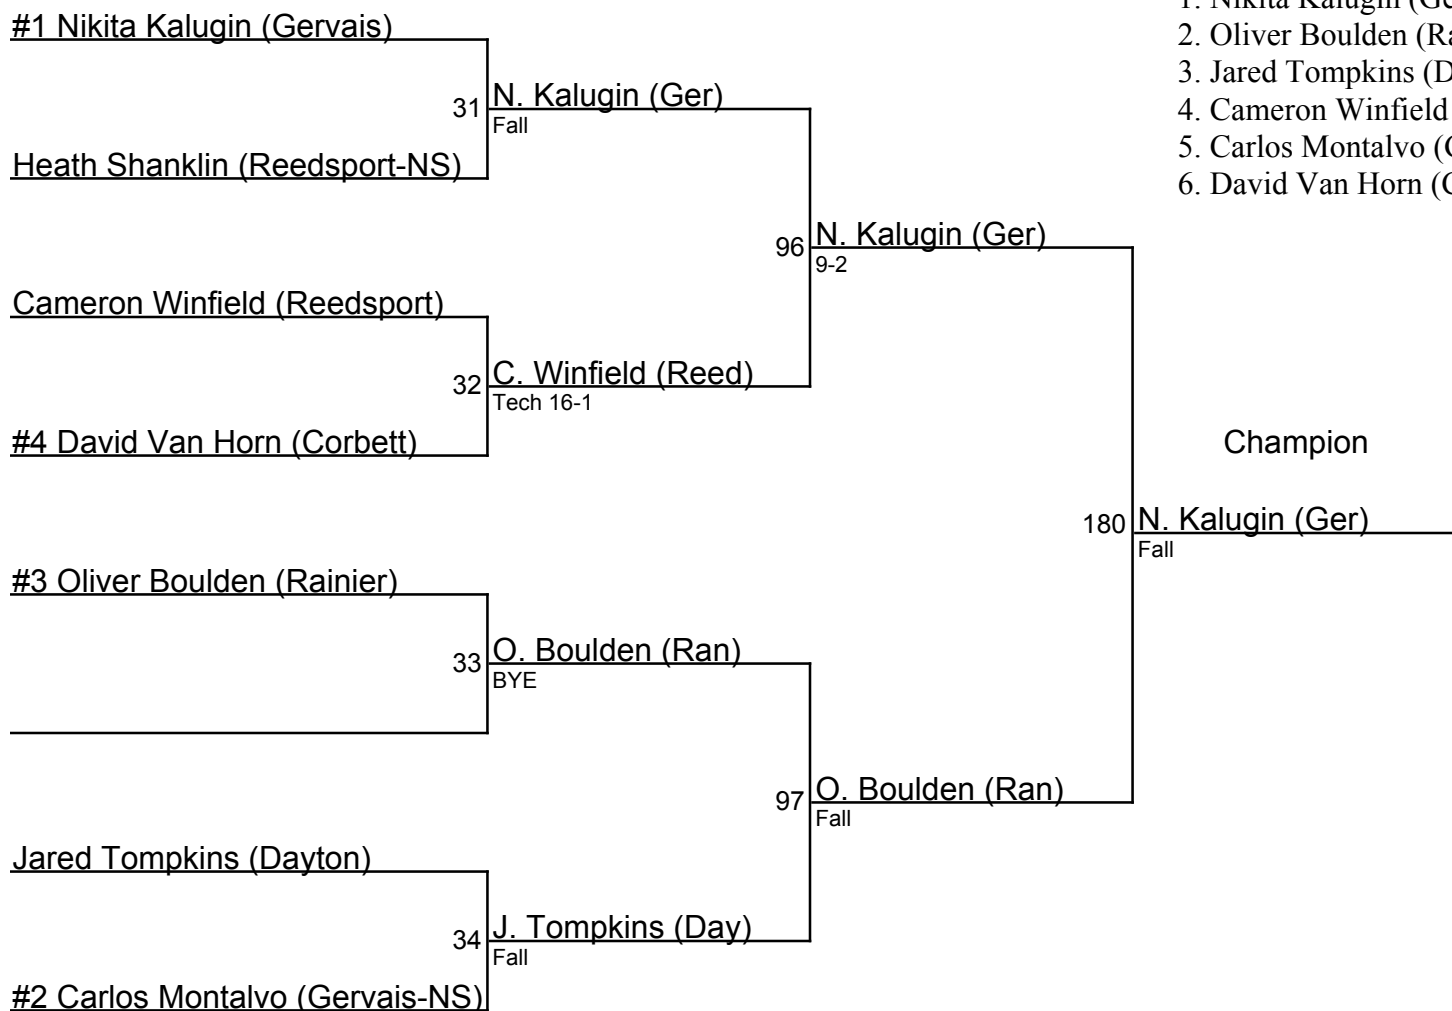 #1 Nikita Kalugin (Gervais)
31 N. Kalugin (Ger)
Fall
Heath Shanklin (Reedsport-NS)
96 N. Kalugin (Ger)
9-2
Cameron Winfield (Reedsport)
32 C. Winfield (Reed)
Tech 16-1
#4 David Van Horn (Corbett)
Champion
180 N. Kalugin (Ger)
Fall
#3 Oliver Boulden (Rainier)
33 O. Boulden (Ran)
BYE
97 O. Boulden (Ran)
Fall
Jared Tompkins (Dayton)
34 J. Tompkins (Day)
Fall
#2 Carlos Montalvo (Gervais-NS)
1. Nikita Kalugin
2. Oliver Boulden
3. Jared Tompkins
4. Cameron Winfield
5. Carlos Montalvo
6. David Van Horn